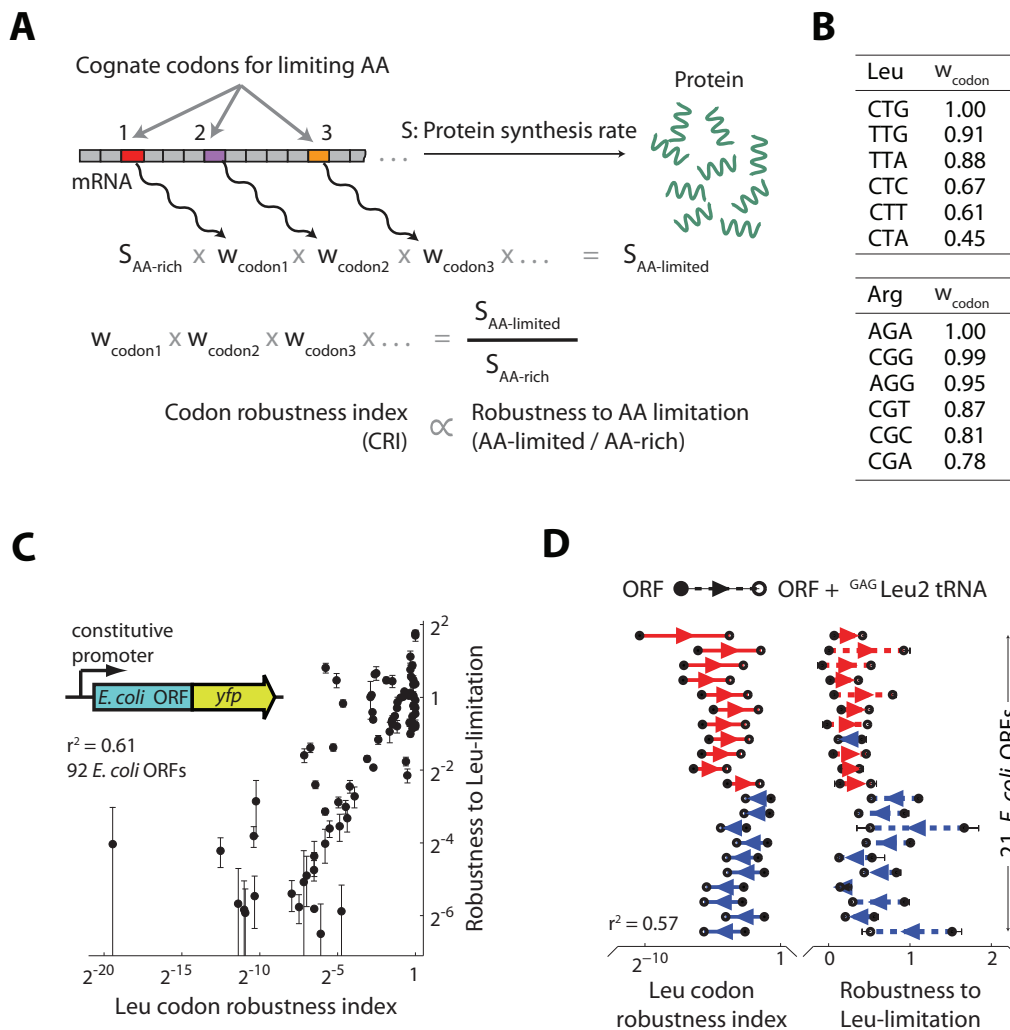 A
Cognate codons for limiting AA
1 2 3
mRNA
...
S: Protein synthesis rate
Protein
S_AA-rich x w_codon1 x w_codon2 x w_codon3 x ... = S_AA-limited
w_codon1 x w_codon2 x w_codon3 x ... = S_AA-limited / S_AA-rich
Codon robustness index (CRI) ∝ Robustness to AA limitation (AA-limited / AA-rich)
B
Leu w_codon
CTG 1.00
TTG 0.91
TTA 0.88
CTC 0.67
CTT 0.61
CTA 0.45
Arg w_codon
AGA 1.00
CGG 0.99
AGG 0.95
CGT 0.87
CGC 0.81
CGA 0.78
C
constitutive
promoter
E. coli ORF yfp
r² = 0.61
92 E. coli ORFs
2²
1
2⁻²
2⁻⁴
2⁻⁶
Robustness to Leu-limitation
2⁻²⁰ 2⁻¹⁵ 2⁻¹⁰ 2⁻⁵ 1
Leu codon robustness index
D
ORF ORF + ᴳᴬᴳLeu2 tRNA
21 E. coli ORFs
r² = 0.57
2⁻¹⁰ 1
0 1 2
Leu codon
robustness index
Robustness to
Leu-limitation